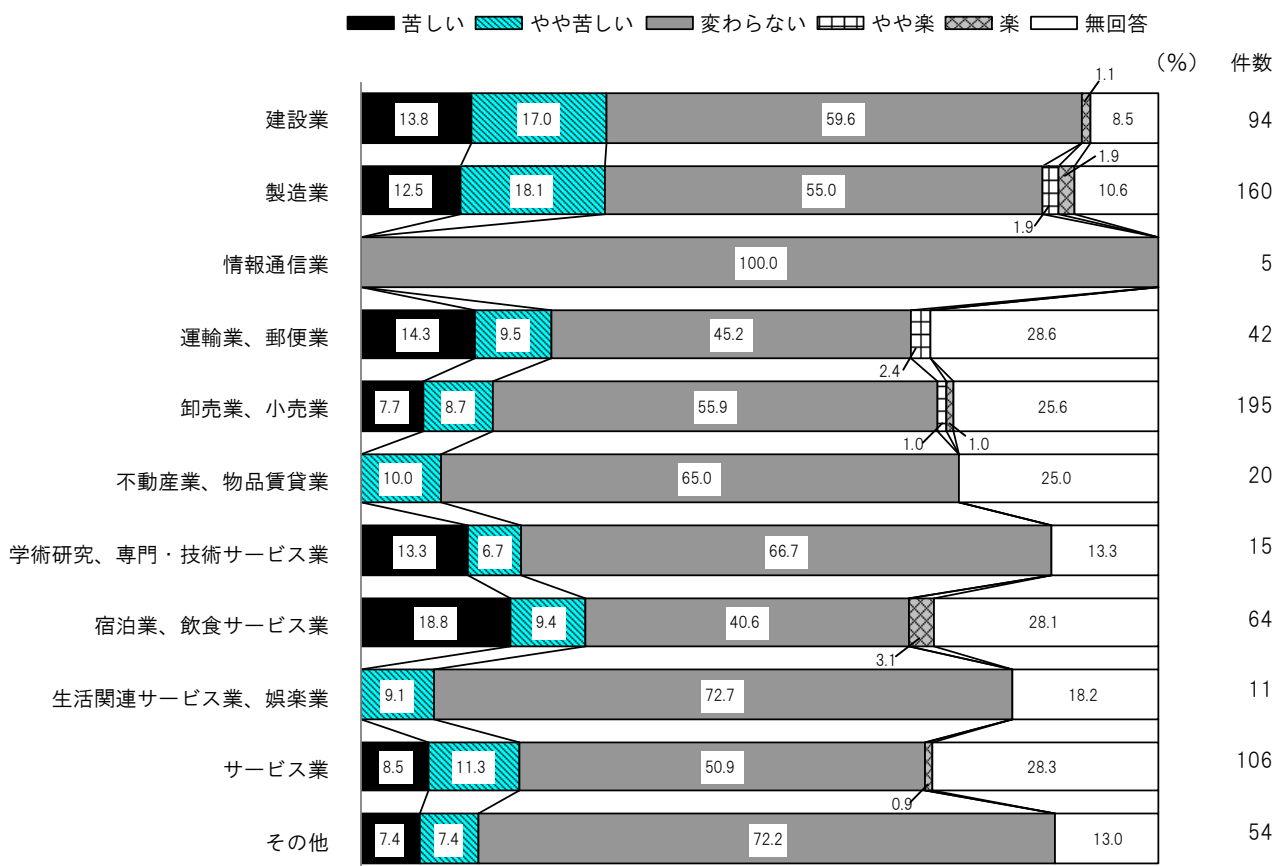 苦しい やや苦しい 変わらない やや楽 楽 無回答
(%) 件数
1.1
建設業 13.8 17.0 59.6 8.5 94
1.9
製造業 12.5 18.1 55.0 10.6 160
1.9
情報通信業 100.0 5
運輸業、郵便業 14.3 9.5 45.2 28.6 42
2.4
卸売業、小売業 7.7 8.7 55.9 25.6 195
1.0 1.0
不動産業、物品賃貸業 10.0 65.0 25.0 20
学術研究、専門・技術サービス業 13.3 6.7 66.7 13.3 15
宿泊業、飲食サービス業 18.8 9.4 40.6 28.1 64
3.1
生活関連サービス業、娯楽業 9.1 72.7 18.2 11
サービス業 8.5 11.3 50.9 28.3 106
0.9
その他 7.4 7.4 72.2 13.0 54